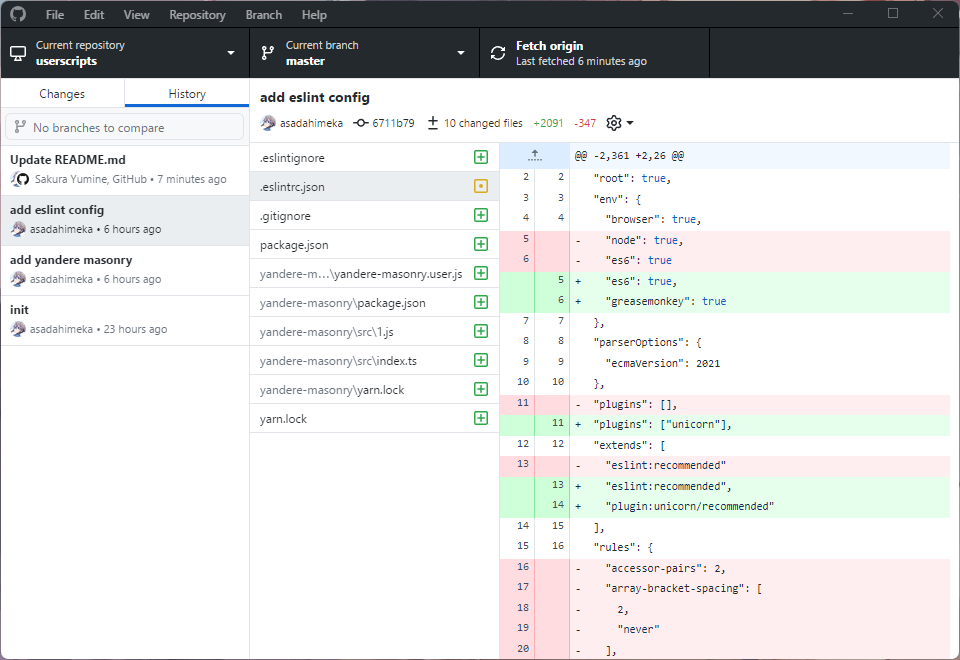 File Edit View Repository Branch Help
Current repository
userscripts
Current branch
master
Fetch origin
Last fetched 6 minutes ago
Changes History
No branches to compare
Update README.md
Sakura Yumine, GitHub • 7 minutes ago
add eslint config
asadahimeka • 6 hours ago
add yandere masonry
asadahimeka • 6 hours ago
init
asadahimeka • 23 hours ago
add eslint config
asadahimeka 6711b79 10 changed files +2091 -347
.eslintignore
.eslintrc.json
.gitignore
package.json
yandere-m...\yandere-masonry.user.js
yandere-masonry\package.json
yandere-masonry\src\1.js
yandere-masonry\src\index.ts
yandere-masonry\yarn.lock
yarn.lock
@@ -2,361 +2,26 @@
2 2 "root": true,
3 3 "env": {
4 4 "browser": true,
5 - "node": true,
6 - "es6": true
5 + "es6": true,
6 + "greasemonkey": true
7 7 },
8 8 "parserOptions": {
9 9 "ecmaVersion": 2021
10 10 },
11 - "plugins": [],
11 + "plugins": ["unicorn"],
12 12 "extends": [
13 - "eslint:recommended"
13 + "eslint:recommended",
14 + "plugin:unicorn/recommended"
14 15 ],
15 16 "rules": {
16 - "accessor-pairs": 2,
17 - "array-bracket-spacing": [
18 - 2,
19 - "never"
20 - ],